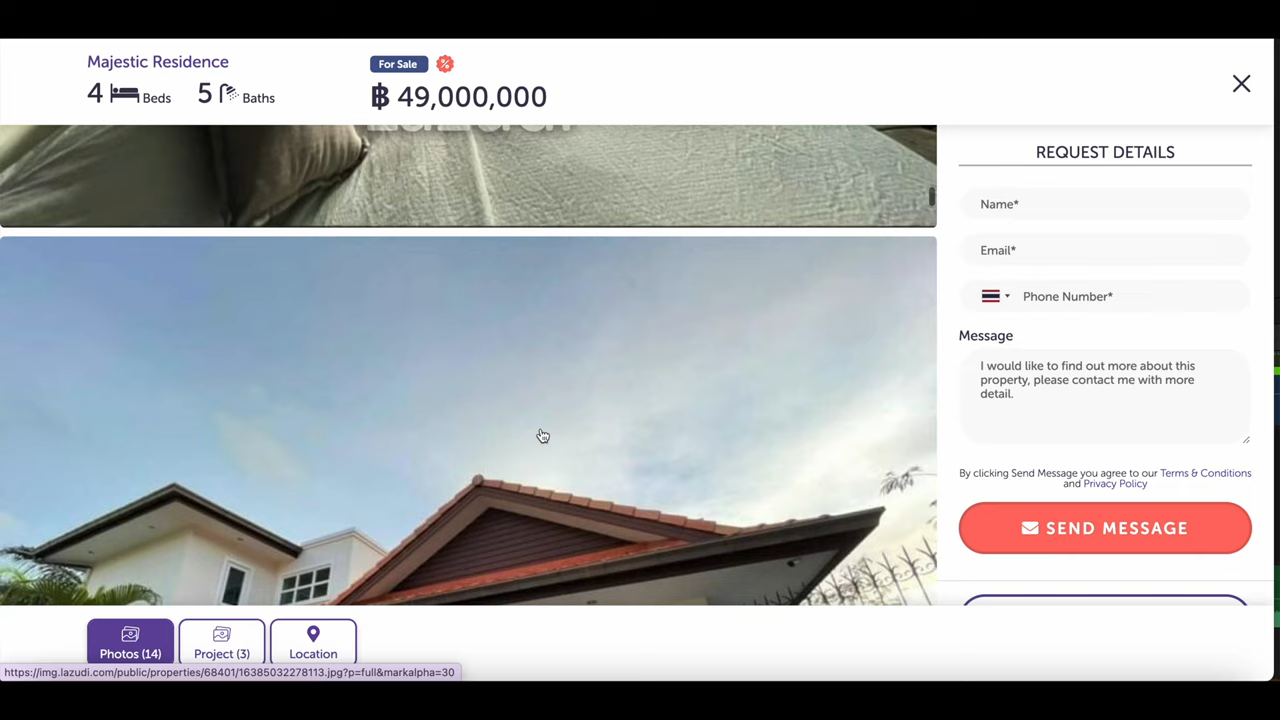 Majestic Residence
4 Beds 5 Baths
For Sale
฿ 49,000,000
REQUEST DETAILS
Name*
Email*
Phone Number*
Message
I would like to find out more about this
property, please contact me with more
detail.
By clicking Send Message you agree to our Terms & Conditions
and Privacy Policy
SEND MESSAGE
Photos (14)
Project (3)
Location
https://img.lazudi.com/public/properties/68401/16385032278113.jpg?p=full&markalpha=30